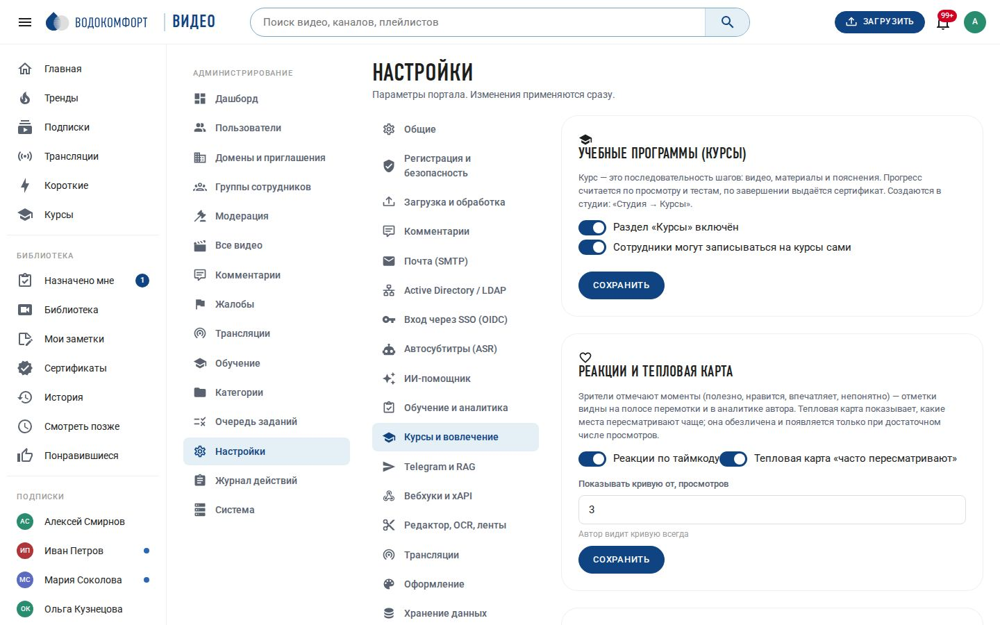 ВОДОКОМФОРТ
ВИДЕО
Поиск видео, каналов, плейлистов
ЗАГРУЗИТЬ
99+
A
Главная
Тренды
Подписки
Трансляции
Короткие
Курсы
БИБЛИОТЕКА
Назначено мне
1
Библиотека
Мои заметки
Сертификаты
История
Смотреть позже
Понравившиеся
ПОДПИСКИ
АС
Алексей Смирнов
ИП
Иван Петров
МС
Мария Соколова
ОК
Ольга Кузнецова
АДМИНИСТРИРОВАНИЕ
Дашборд
Пользователи
Домены и приглашения
Группы сотрудников
Модерация
Все видео
Комментарии
Жалобы
Трансляции
Обучение
Категории
Очередь заданий
Настройки
Журнал действий
Система
НАСТРОЙКИ
Параметры портала. Изменения применяются сразу.
Общие
Регистрация и
безопасность
Загрузка и обработка
Комментарии
Почта (SMTP)
Active Directory / LDAP
Вход через SSO (OIDC)
Автосубтитры (ASR)
ИИ-помощник
Обучение и аналитика
Курсы и вовлечение
Telegram и RAG
Вебхуки и xAPI
Редактор, OCR, ленты
Трансляции
Оформление
Хранение данных
УЧЕБНЫЕ ПРОГРАММЫ (КУРСЫ)
Курс — это последовательность шагов: видео, материалы и пояснения. Прогресс
считается по просмотру и тестам, по завершении выдаётся сертификат. Создаются в
студии: «Студия → Курсы».
Раздел «Курсы» включён
Сотрудники могут записываться на курсы сами
СОХРАНИТЬ
РЕАКЦИИ И ТЕПЛОВАЯ КАРТА
Зрители отмечают моменты (полезно, нравится, впечатляет, непонятно) — отметки
видны на полосе перемотки и в аналитике автора. Тепловая карта показывает, какие
места пересматривают чаще; она обезличена и появляется только при достаточном
числе просмотров.
Реакции по таймкоду
Тепловая карта «часто пересматривают»
Показывать кривую от, просмотров
3
Автор видит кривую всегда
СОХРАНИТЬ